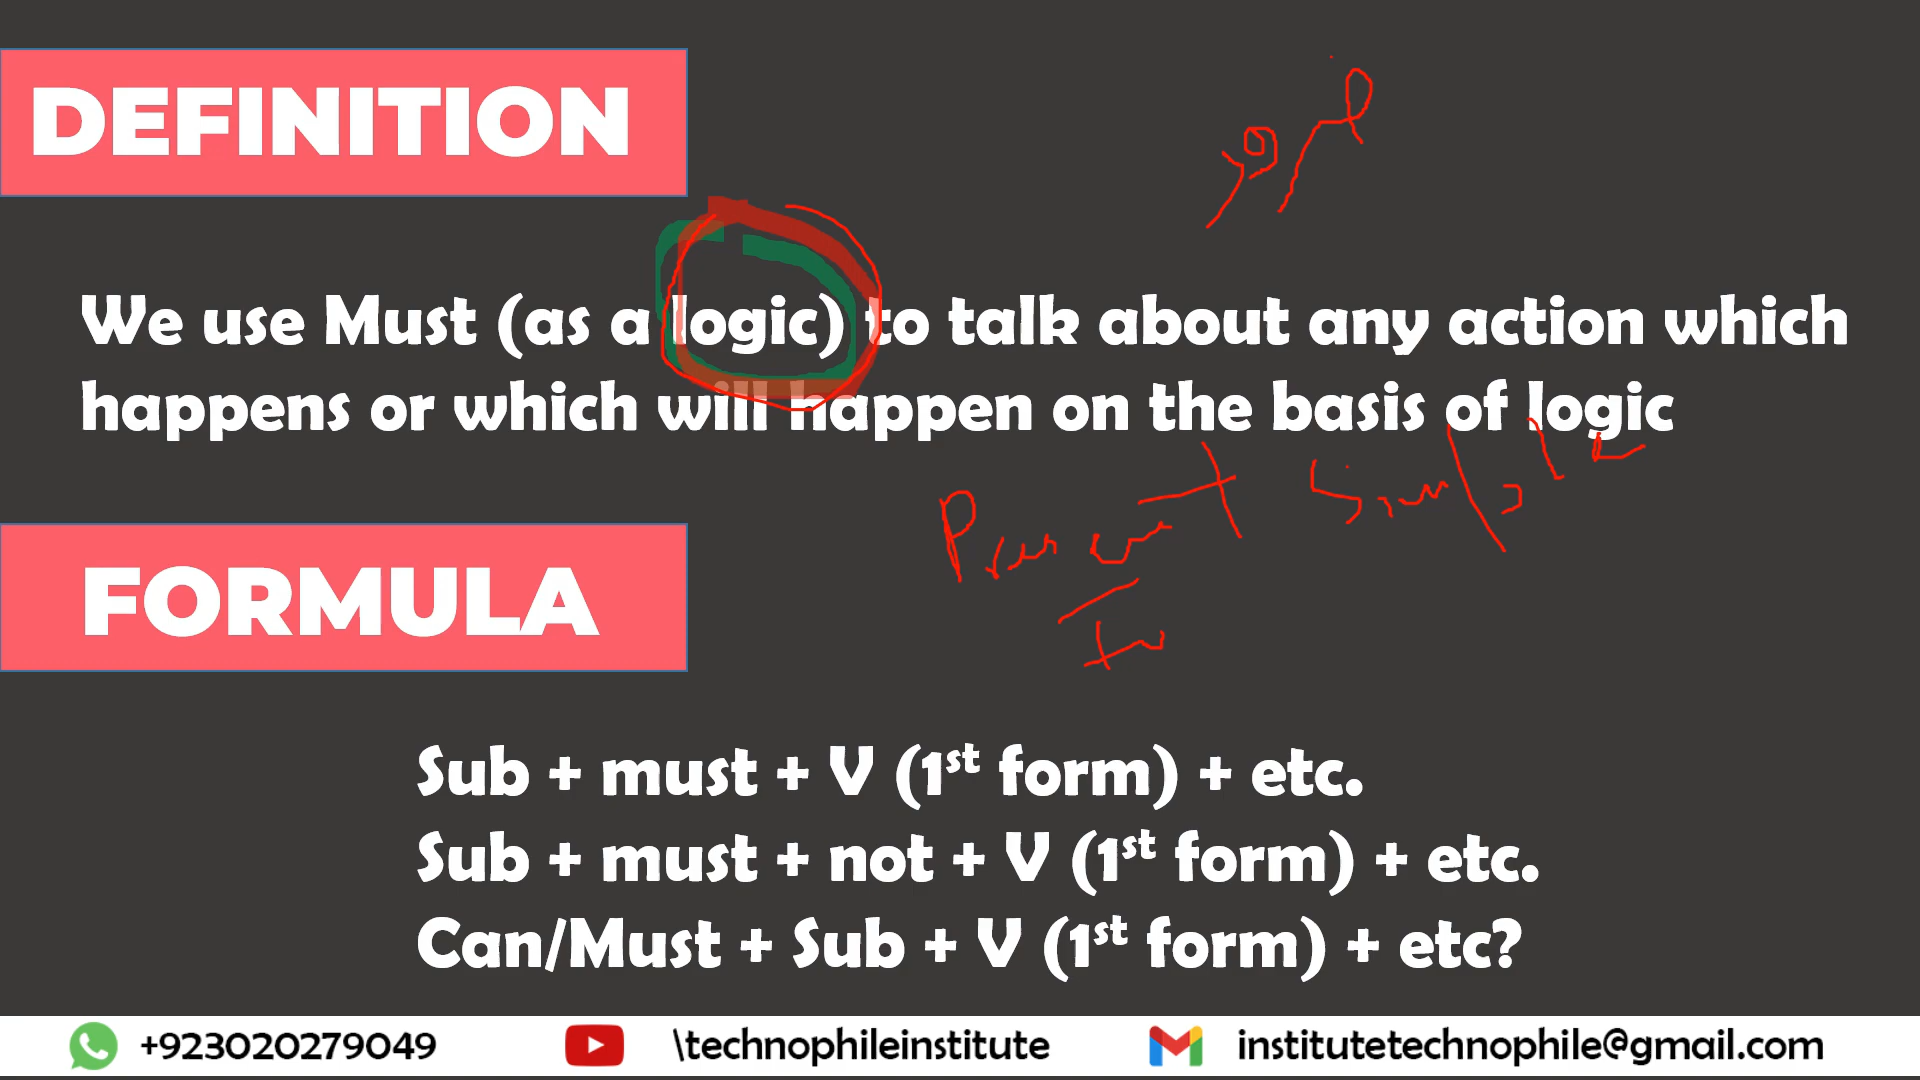 DEFINITION
We use Must (as a logic) to talk about any action which
happens or which will happen on the basis of logic
Present Simple
FORMULA
Sub + must + V (1st form) + etc.
Sub + must + not + V (1st form) + etc.
Can/Must + Sub + V (1st form) + etc?
+923020279049 \technophileinstitute institutetechnophile@gmail.com